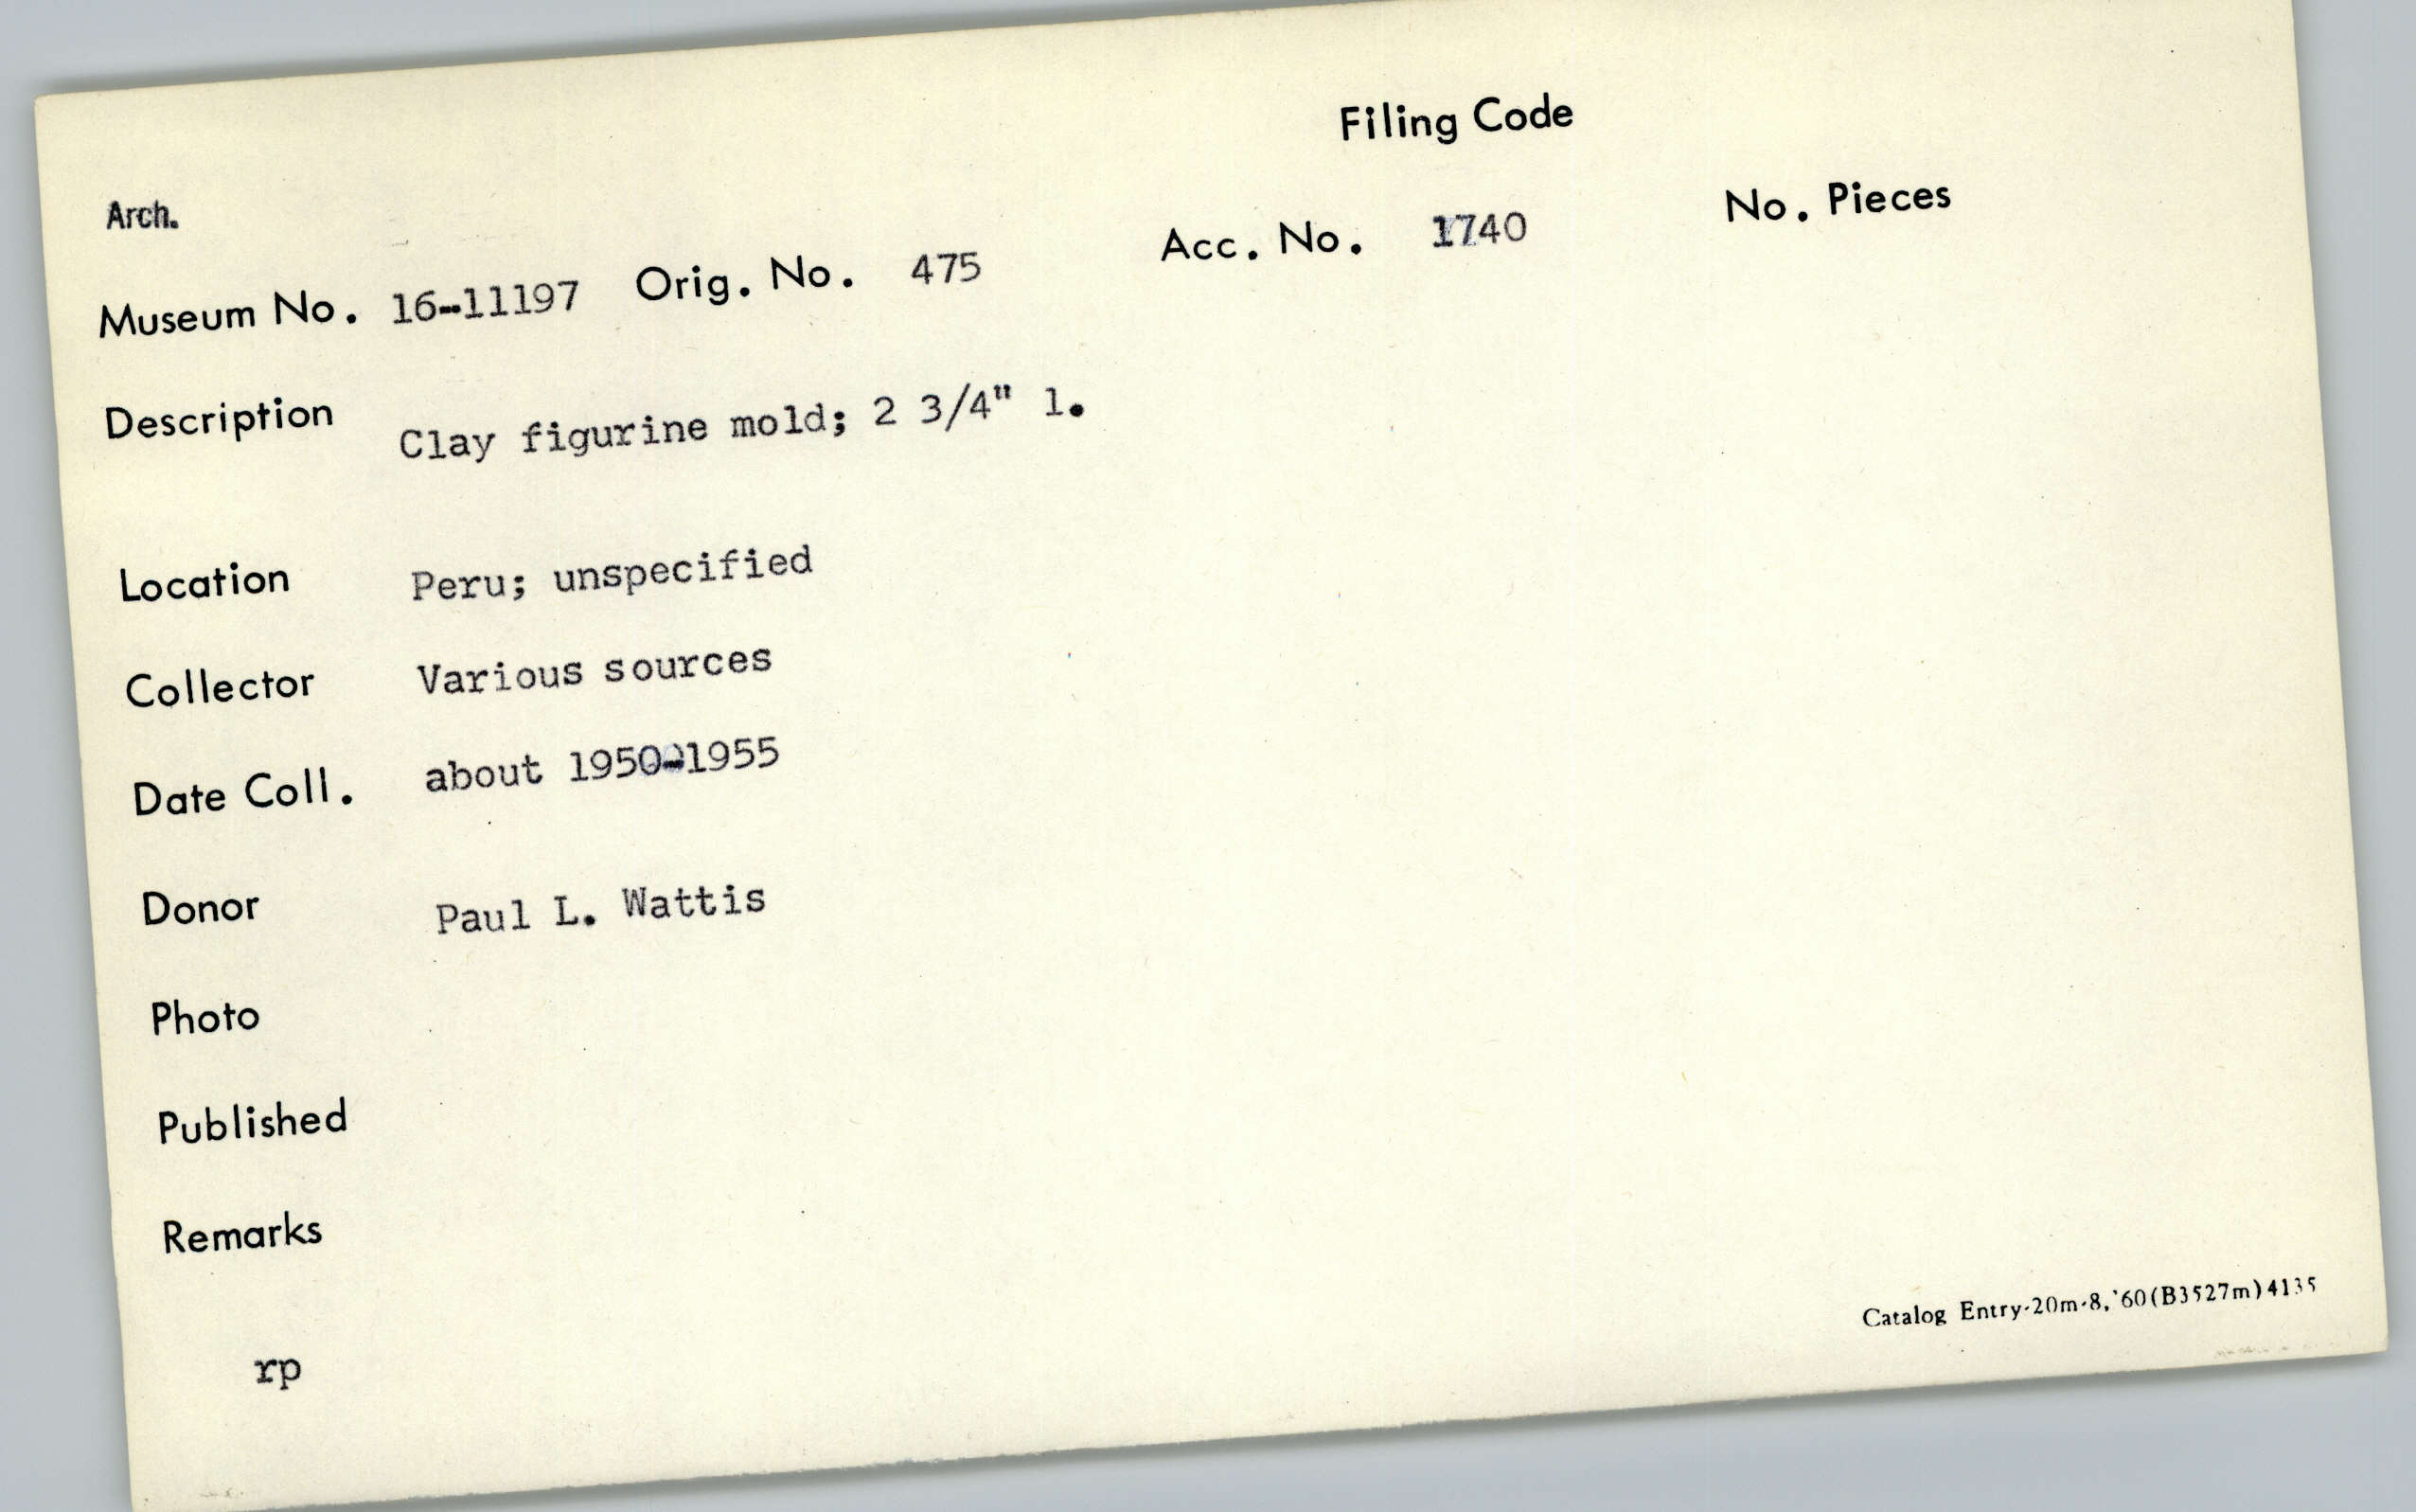 Filing Code
Arch.
Museum No. 16-11197 Orig. No. 475 Acc. No. 1740 No. Pieces
Description Clay figurine mold; 2 3/4" l.
Location Peru; unspecified
Collector Various sources
Date Coll. about 1950-1955
Donor Paul L. Wattis
Photo
Published
Remarks
Catalog Entry-20m-8,'60(B3527m)4135
rp